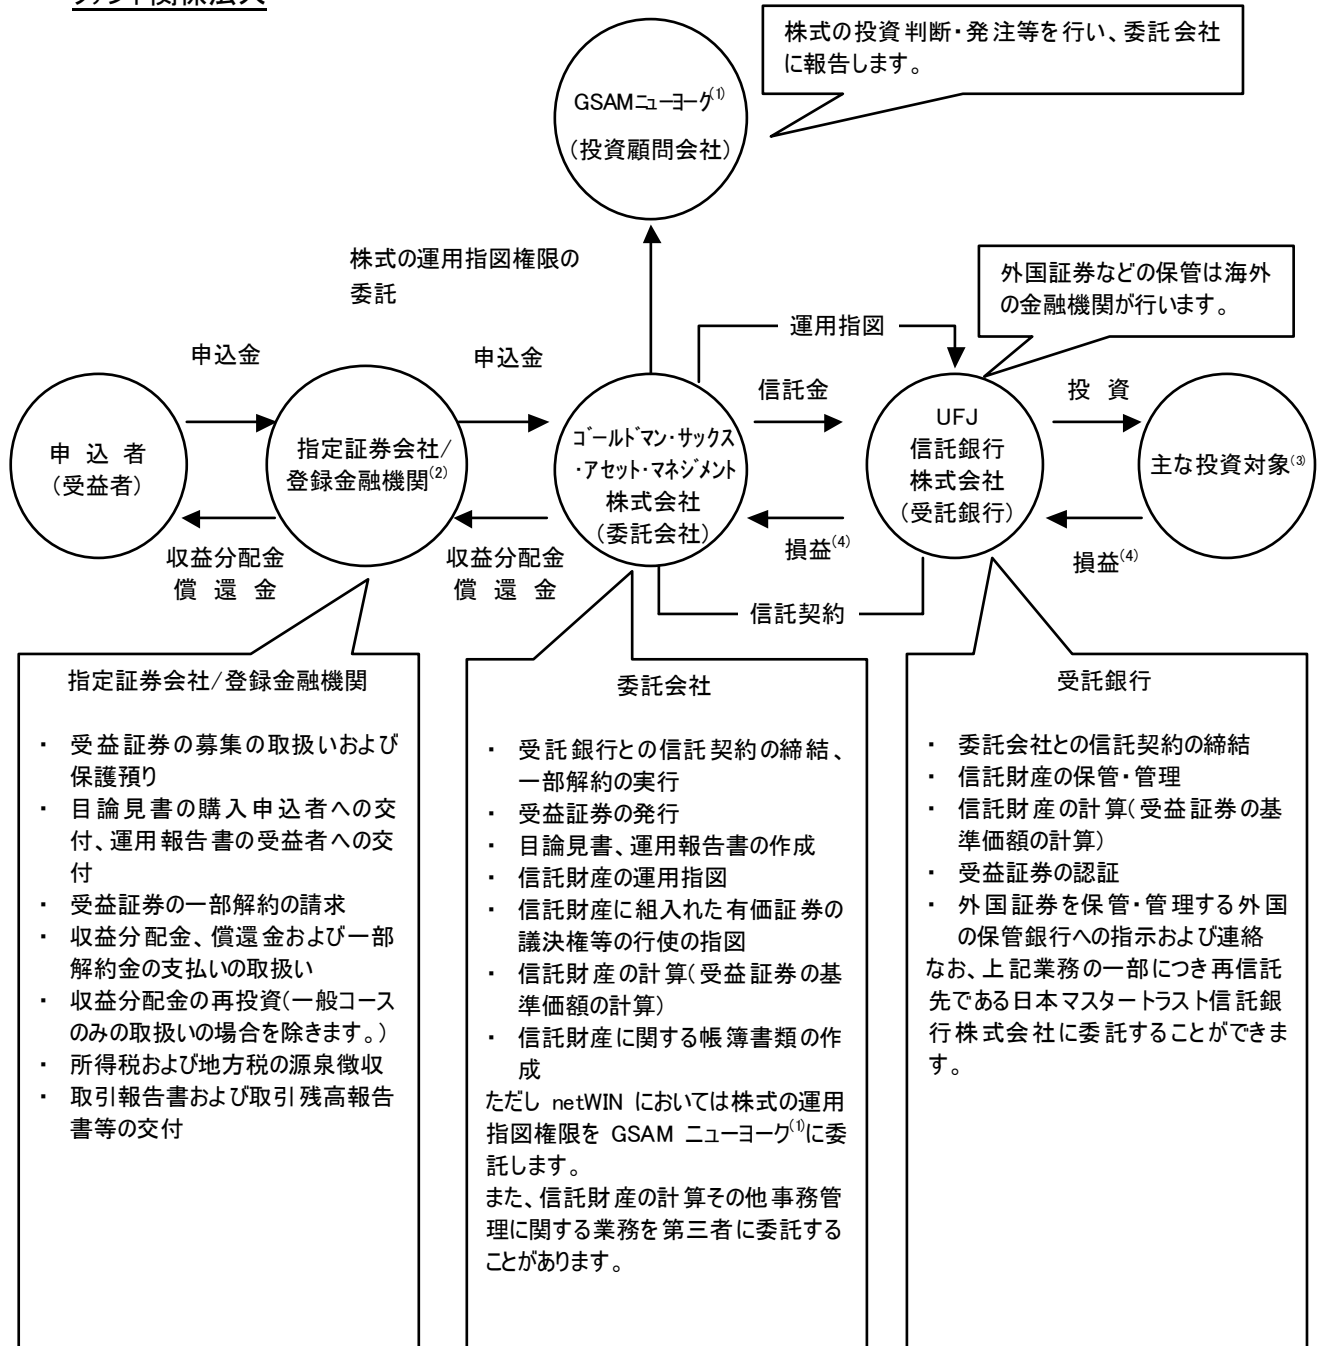 ファンド関係法人
株式の投資判断・発注等を行い、委託会社
に報告します。
GSAMニューヨーク(1)
(投資顧問会社)
株式の運用指図権限の
委託
外国証券などの保管は海外
の金融機関が行います。
運用指図
申込金
申込金
信託金
投 資
申 込 者
(受益者)
指定証券会社/
登録金融機関(2)
ゴールドマン・サックス
・アセット・マネジメント
株式会社
(委託会社)
UFJ
信託銀行
株式会社
(受託銀行)
主な投資対象(3)
収益分配金
償 還 金
収益分配金
償 還 金
損益(4)
損益(4)
信託契約
指定証券会社/登録金融機関
・ 受益証券の募集の取扱いおよび
保護預り
・ 目論見書の購入申込者への交
付、運用報告書の受益者への交
付
・ 受益証券の一部解約の請求
・ 収益分配金、償還金および一部
解約金の支払いの取扱い
・ 収益分配金の再投資(一般コース
のみの取扱いの場合を除きます。)
・ 所得税および地方税の源泉徴収
・ 取引報告書および取引残高報告
書等の交付
委託会社
・ 受託銀行との信託契約の締結、
一部解約の実行
・ 受益証券の発行
・ 目論見書、運用報告書の作成
・ 信託財産の運用指図
・ 信託財産に組入れた有価証券の
議決権等の行使の指図
・ 信託財産の計算(受益証券の基
準価額の計算)
・ 信託財産に関する帳簿書類の作
成
ただし netWIN においては株式の運用
指図権限を GSAM ニューヨーク(1)に委
託します。
また、信託財産の計算その他事務管
理に関する業務を第三者に委託する
ことがあります。
受託銀行
・ 委託会社との信託契約の締結
・ 信託財産の保管・管理
・ 信託財産の計算(受益証券の基
準価額の計算)
・ 受益証券の認証
・ 外国証券を保管・管理する外国
の保管銀行への指示および連絡
なお、上記業務の一部につき再信託
先である日本マスタートラスト信託銀
行株式会社に委託することができま
す。